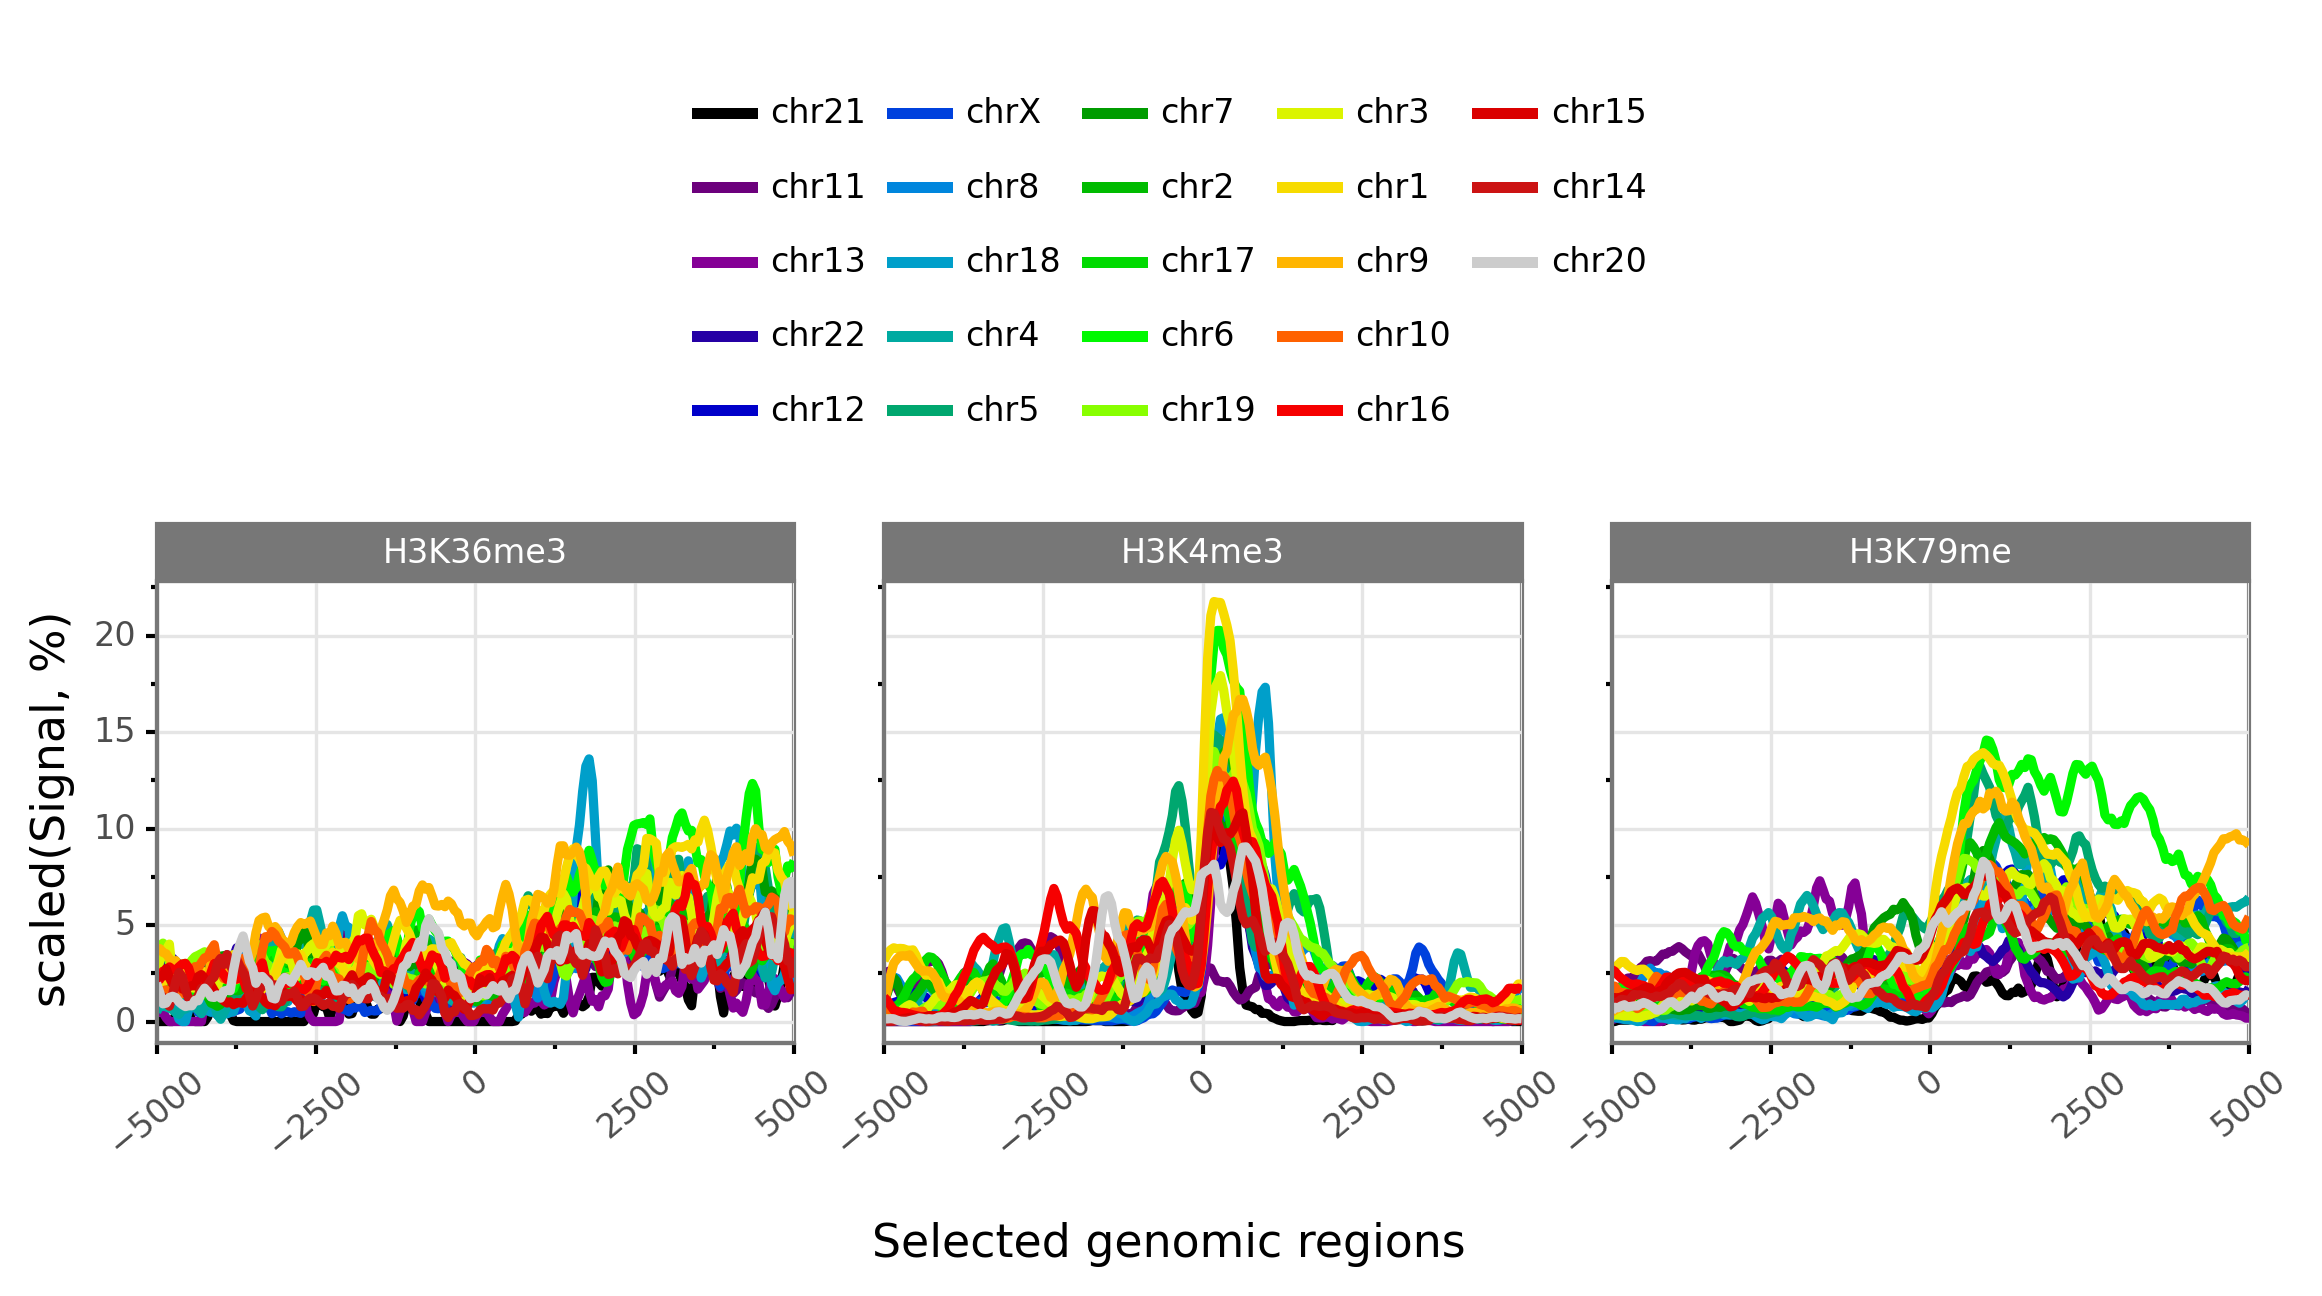 chr21 chrX chr7 chr3 chr15
chr11 chr8 chr2 chr1 chr14
chr13 chr18 chr17 chr9 chr20
chr22 chr4 chr6 chr10
chr12 chr5 chr19 chr16
H3K36me3 H3K4me3 H3K79me
scaled(Signal, %)
20
15
10
5
0
−5000 −2500 0 2500 5000 −5000 −2500 0 2500 5000 −5000 −2500 0 2500 5000
Selected genomic regions